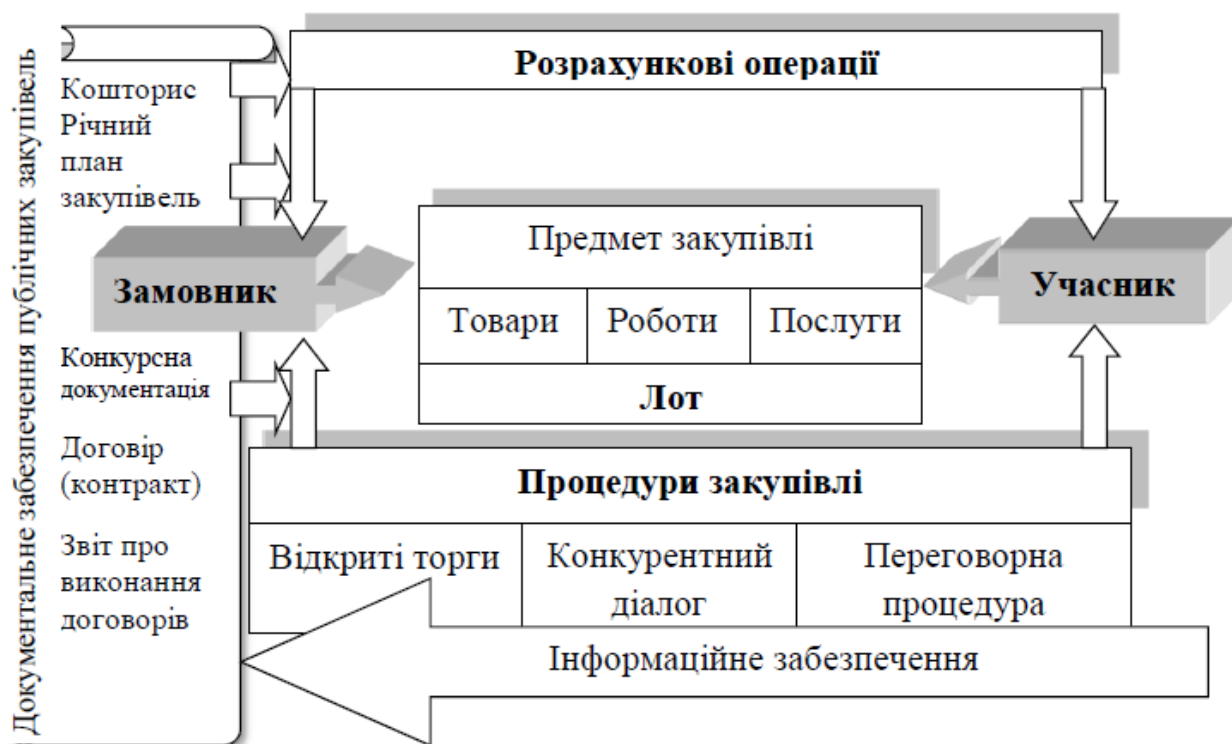 Документальне забезпечення публічних закупівель
Кошторис
Річний
план
закупівель
Конкурсна
документація
Договір
(контракт)
Звіт про
виконання
договорів
Розрахункові операції
Замовник
Предмет закупівлі
Товари
Роботи
Послуги
Лот
Учасник
Процедури закупівлі
Відкриті торги
Конкурентний
діалог
Переговорна
процедура
Інформаційне забезпечення